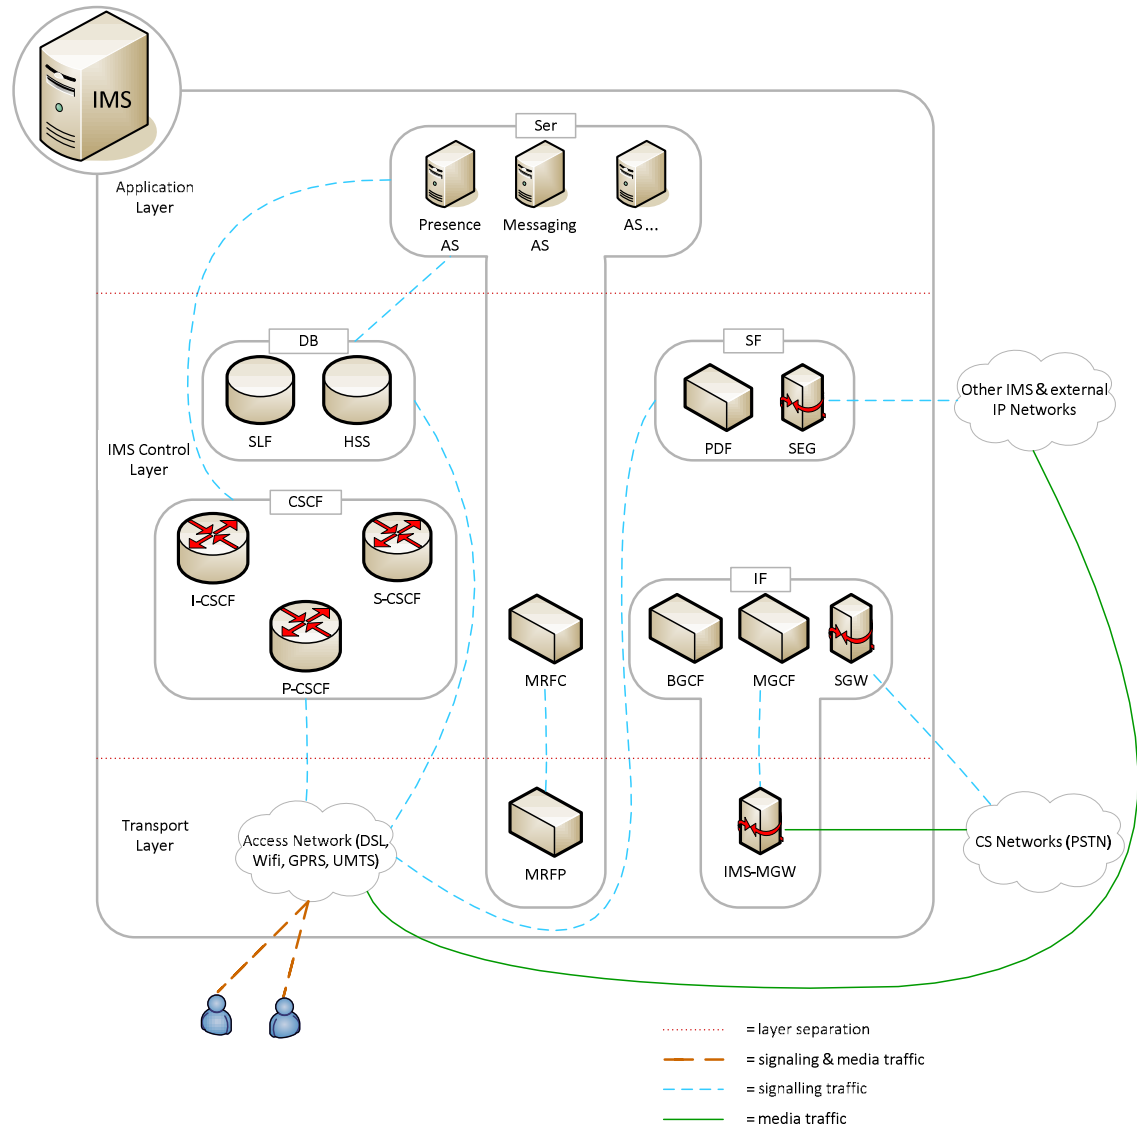 IMS
Ser
Application
Layer
Presence
AS
Messaging
AS
AS ...
DB
SLF
HSS
SF
PDF
SEG
Other IMS & external
IP Networks
IMS Control
Layer
CSCF
I-CSCF
S-CSCF
P-CSCF
MRFC
IF
BGCF
MGCF
SGW
Transport
Layer
Access Network (DSL,
Wifi, GPRS, UMTS)
MRFP
IMS-MGW
CS Networks (PSTN)
= layer separation
= signaling & media traffic
= signalling traffic
= media traffic